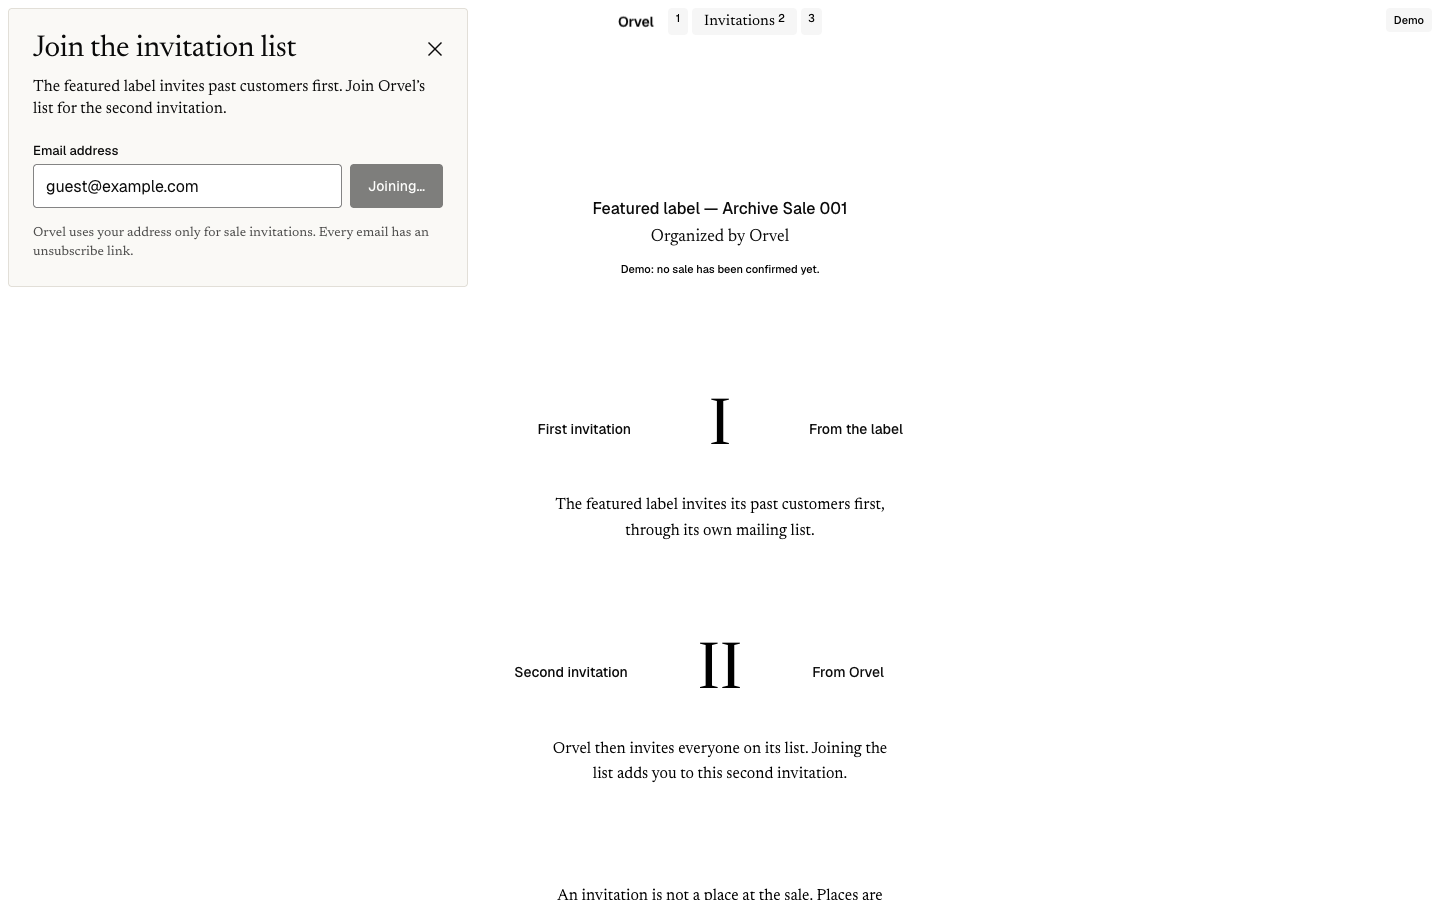 Join the invitation list
The featured label invites past customers first. Join Orvel’s
list for the second invitation.
Email address
guest@example.com
Joining…
Orvel uses your address only for sale invitations. Every email has an
unsubscribe link.
Orvel
1
Invitations 2
3
Demo
Featured label — Archive Sale 001
Organized by Orvel
Demo: no sale has been confirmed yet.
First invitation
I
From the label
The featured label invites its past customers first,
through its own mailing list.
Second invitation
II
From Orvel
Orvel then invites everyone on its list. Joining the
list adds you to this second invitation.
An invitation is not a place at the sale. Places are